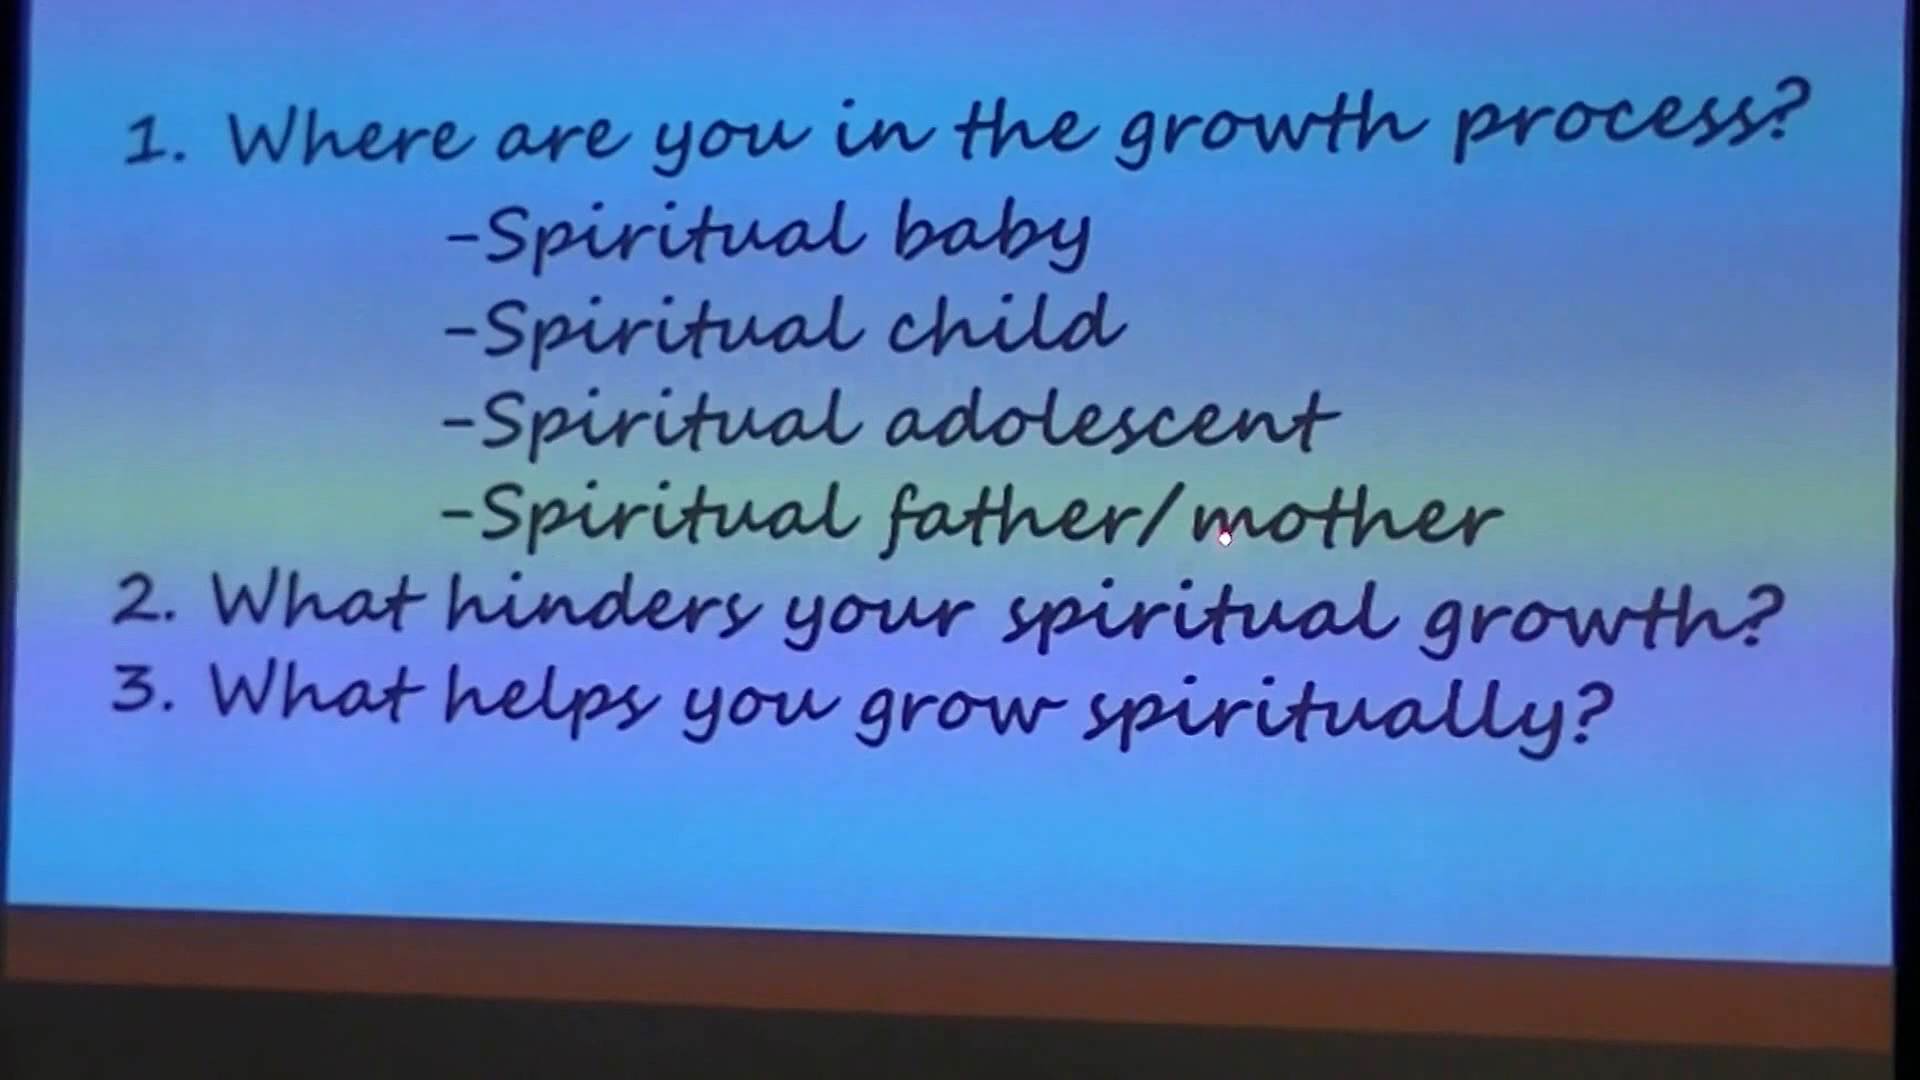 1. Where are you in the growth process?
-Spiritual baby
-Spiritual child
-Spiritual adolescent
-Spiritual father/mother
2. What hinders your spiritual growth?
3. What helps you grow spiritually?